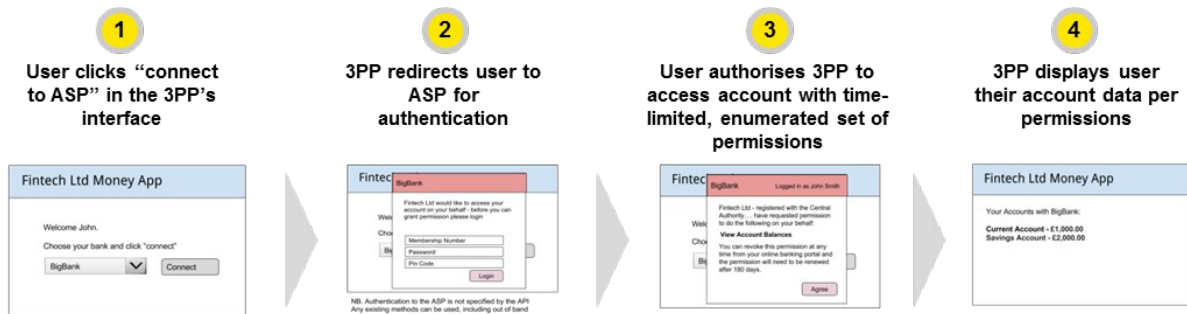 1
User clicks “connect
to ASP” in the 3PP’s
interface
Fintech Ltd Money App
Welcome John.
Choose your bank and click "connect"
BigBank
Connect
2
3PP redirects user to
ASP for
authentication
Fintec
BigBank
Fintech Ltd would like to access your
account on your behalf - before you can
grant permission please login
Welc
Cho
Membership Number
Password
Pin Code
Bi
Login
NB. Authentication to the ASP is not specified by the API
Any existing methods can be used, including out of band
3
User authorises 3PP to
access account with time-
limited, enumerated set of
permissions
Fintec
BigBank
Logged in as John Smith
Fintech Ltd - registered with the Central
Authority.... have requested permission
to do the following on your behalf:
View Account Balances
You can revoke this permission at any
time from your online banking portal and
the permission will need to be renewed
after 180 days.
Welc
Cho
Bi
Agree
4
3PP displays user
their account data per
permissions
Fintech Ltd Money App
Your Accounts with BigBank:
Current Account - £1,000.00
Savings Account - £2,000.00